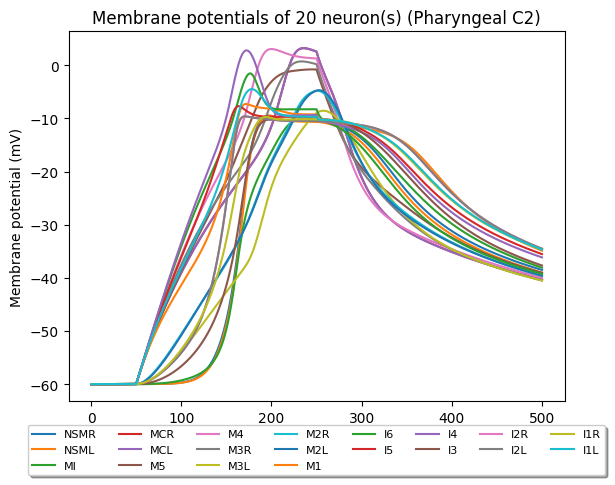 Membrane potentials of 20 neuron(s) (Pharyngeal C2)
Membrane potential (mV)
0
−10
−20
−30
−40
−50
−60
0 100 200 300 400 500
NSMR MCR M4 M2R I6 I4 I2R I1R
NSML MCL M3R M2L I5 I3 I2L I1L
MI M5 M3L M1